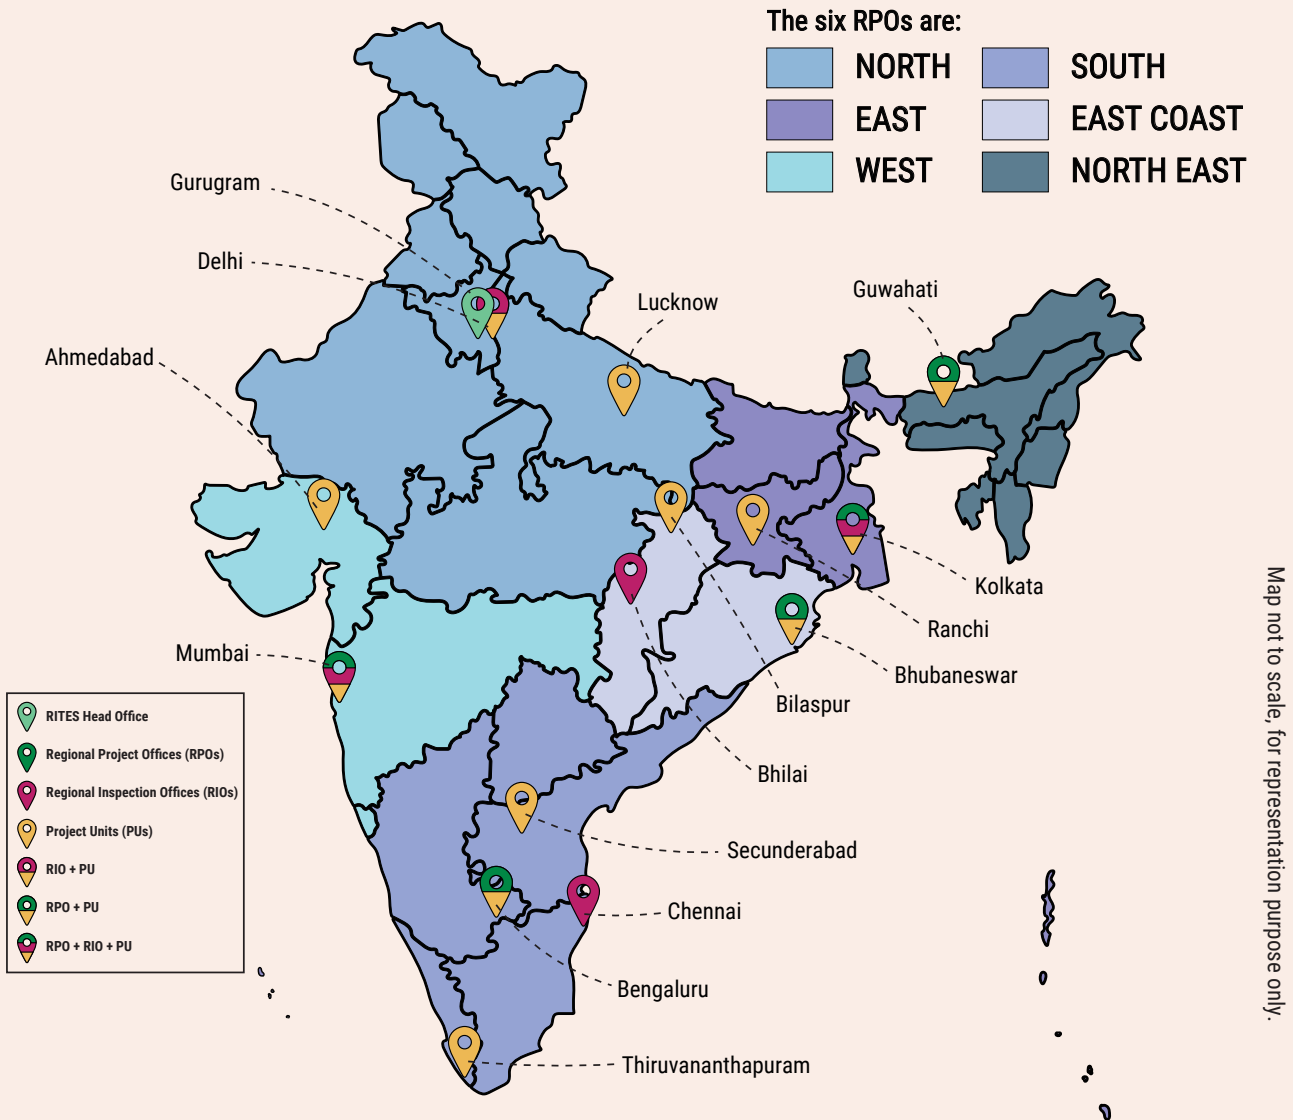 The six RPOs are:
NORTH
SOUTH
EAST
EAST COAST
WEST
NORTH EAST
Gurugram
Delhi
Lucknow
Guwahati
Ahmedabad
Kolkata
Ranchi
Mumbai
Bhubaneswar
Bilaspur
Bhilai
Secunderabad
Chennai
Bengaluru
Thiruvananthapuram
RITES Head Office
Regional Project Offices (RPOs)
Regional Inspection Offices (RIOs)
Project Units (PUs)
RIO + PU
RPO + PU
RPO + RIO + PU
Map not to scale, for representation purpose only.